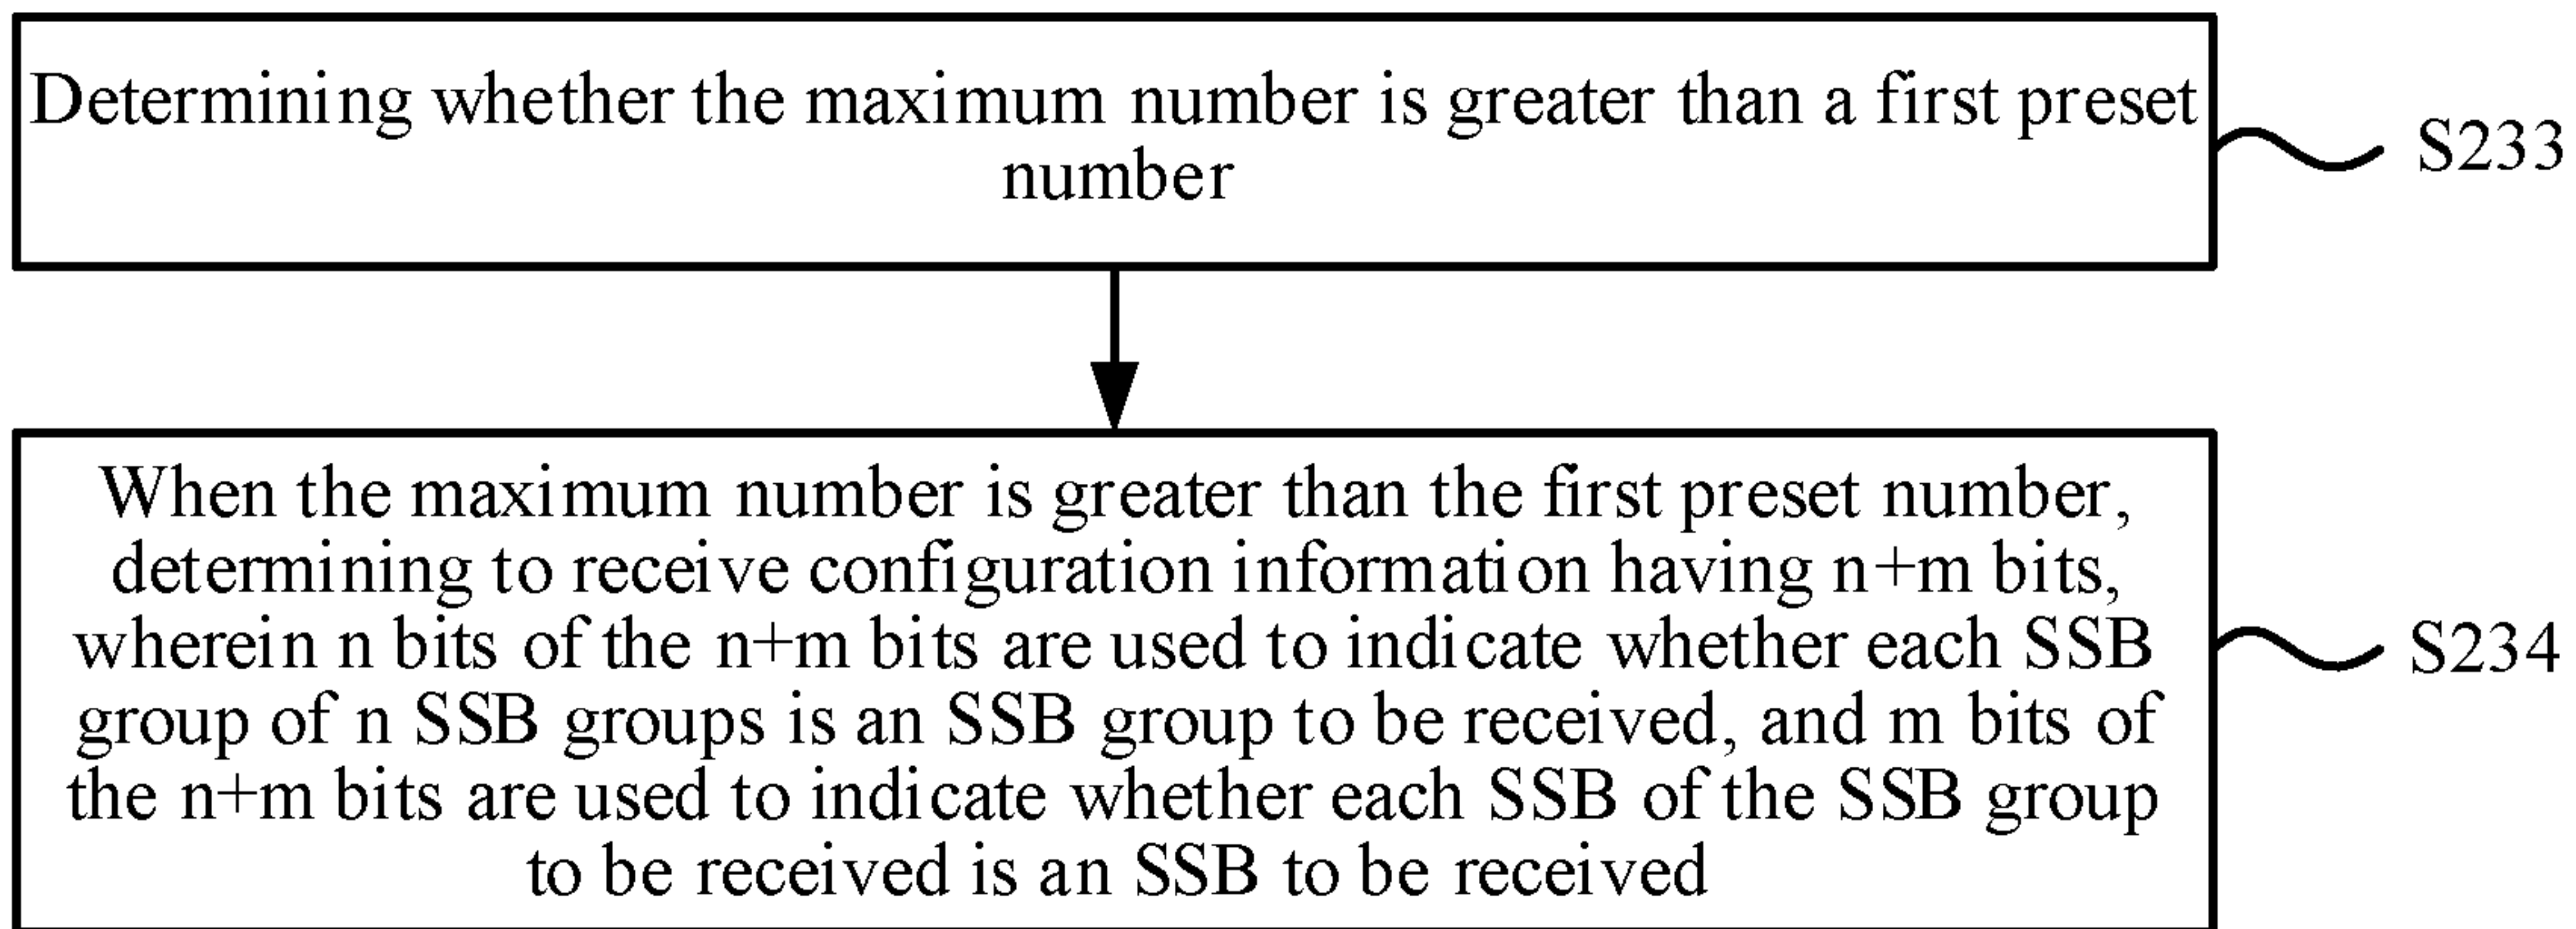 Determining whether the maximum number is greater than a first preset
number
S233
When the maximum number is greater than the first preset number,
determining to receive configuration information having n+m bits,
wherein n bits of the n+m bits are used to indicate whether each SSB
group of n SSB groups is an SSB group to be received, and m bits of
the n+m bits are used to indicate whether each SSB of the SSB group
to be received is an SSB to be received
S234